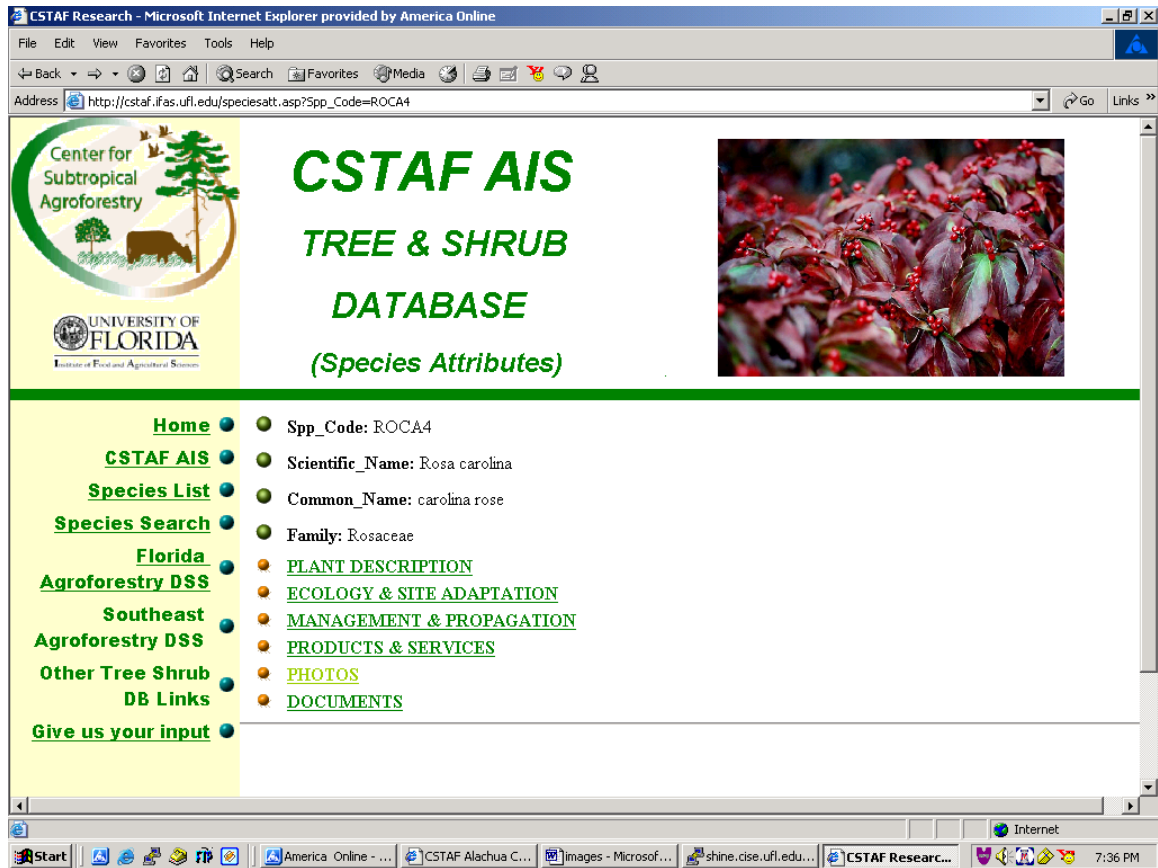 CSTAF Research - Microsoft Internet Explorer provided by America Online
File Edit View Favorites Tools Help
Back Search Favorites Media
Address http://cstaf.ifas.ufl.edu/speciesatt.asp?Spp_Code=ROCA4 Go Links »
Center for
Subtropical
Agroforestry
UNIVERSITY OF
FLORIDA
Institute of Food and Agricultural Sciences
CSTAF AIS
TREE & SHRUB
DATABASE
(Species Attributes)
Home
CSTAF AIS
Species List
Species Search
Florida
Agroforestry DSS
Southeast
Agroforestry DSS
Other Tree Shrub
DB Links
Give us your input
Spp_Code: ROCA4
Scientific_Name: Rosa carolina
Common_Name: carolina rose
Family: Rosaceae
PLANT DESCRIPTION
ECOLOGY & SITE ADAPTATION
MANAGEMENT & PROPAGATION
PRODUCTS & SERVICES
PHOTOS
DOCUMENTS
Internet
Start America Online - ... CSTAF Alachua C... images - Microsof... shine.cise.ufl.edu... CSTAF Researc... 7:36 PM